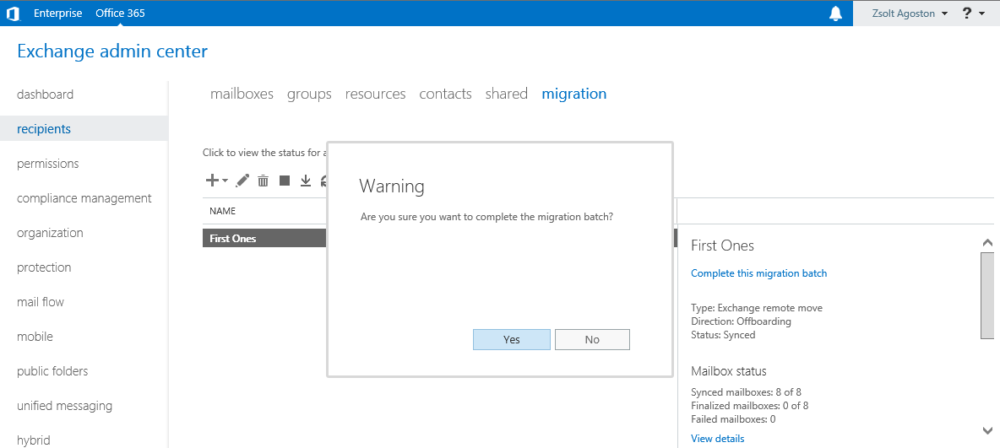 Enterprise Office 365
Zsolt Agoston ?
Exchange admin center
dashboard
recipients
permissions
compliance management
organization
protection
mail flow
mobile
public folders
unified messaging
hybrid
mailboxes groups resources contacts shared migration
Click to view the status for a
NAME
First Ones
Warning
Are you sure you want to complete the migration batch?
Yes No
First Ones
Complete this migration batch
Type: Exchange remote move
Direction: Offboarding
Status: Synced
Mailbox status
Synced mailboxes: 8 of 8
Finalized mailboxes: 0 of 8
Failed mailboxes: 0
View details